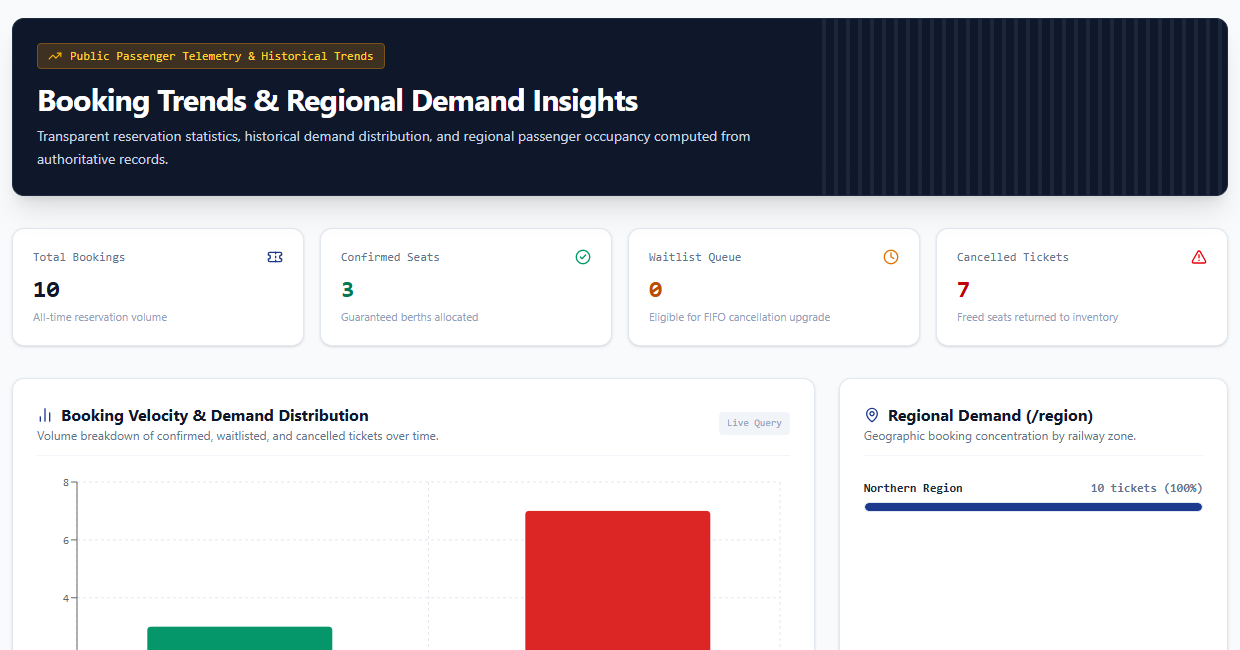 Public Passenger Telemetry & Historical Trends
Booking Trends & Regional Demand Insights
Transparent reservation statistics, historical demand distribution, and regional passenger occupancy computed from
authoritative records.
Total Bookings
10
All-time reservation volume
Confirmed Seats
3
Guaranteed berths allocated
Waitlist Queue
0
Eligible for FIFO cancellation upgrade
Cancelled Tickets
7
Freed seats returned to inventory
Booking Velocity & Demand Distribution
Volume breakdown of confirmed, waitlisted, and cancelled tickets over time.
Live Query
8
6
4
Regional Demand (/region)
Geographic booking concentration by railway zone.
Northern Region
10 tickets (100%)